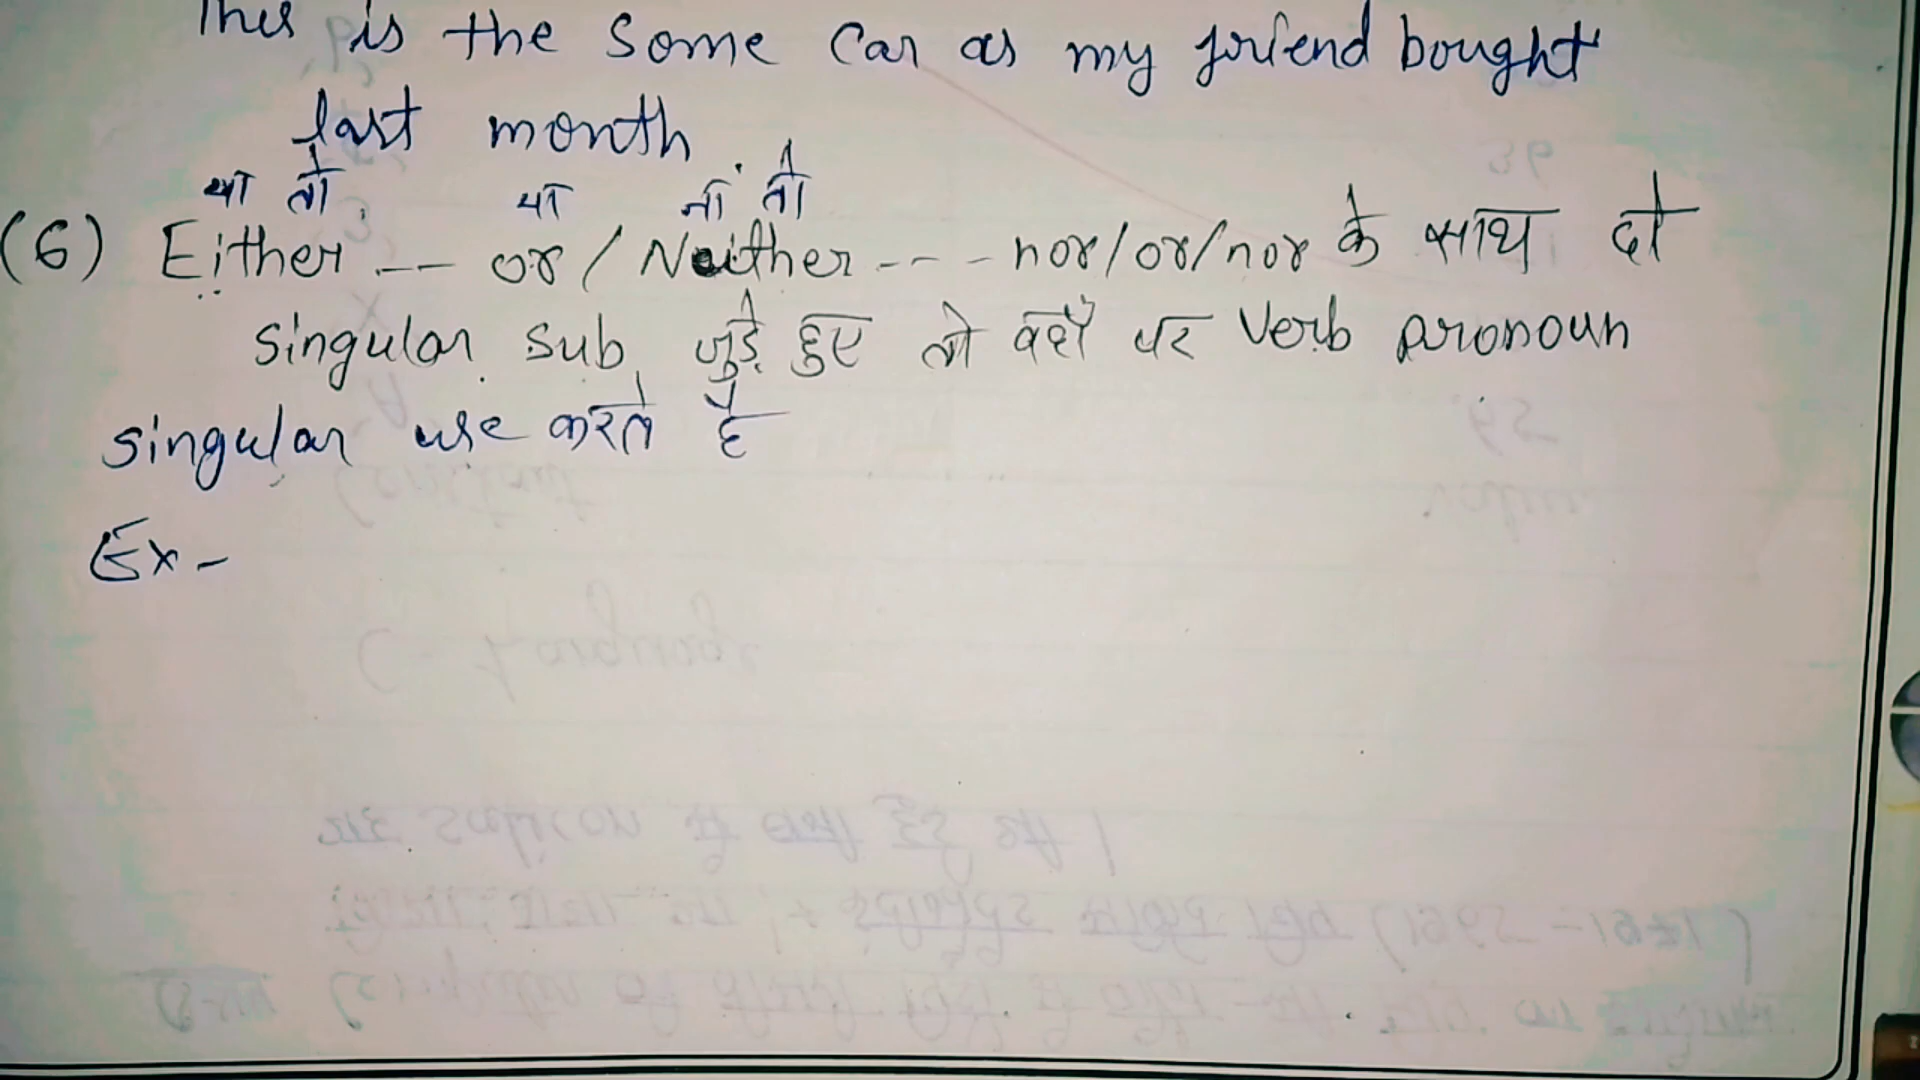 This is the Some Car as my friend bought
last month
या तो या ना तो
(6) Either --- or / Neither --- nor/or/nor के साथ दो
singular sub जुड़े हुए तो वहाँ पर Verb pronoun
singular use करते है
Ex -